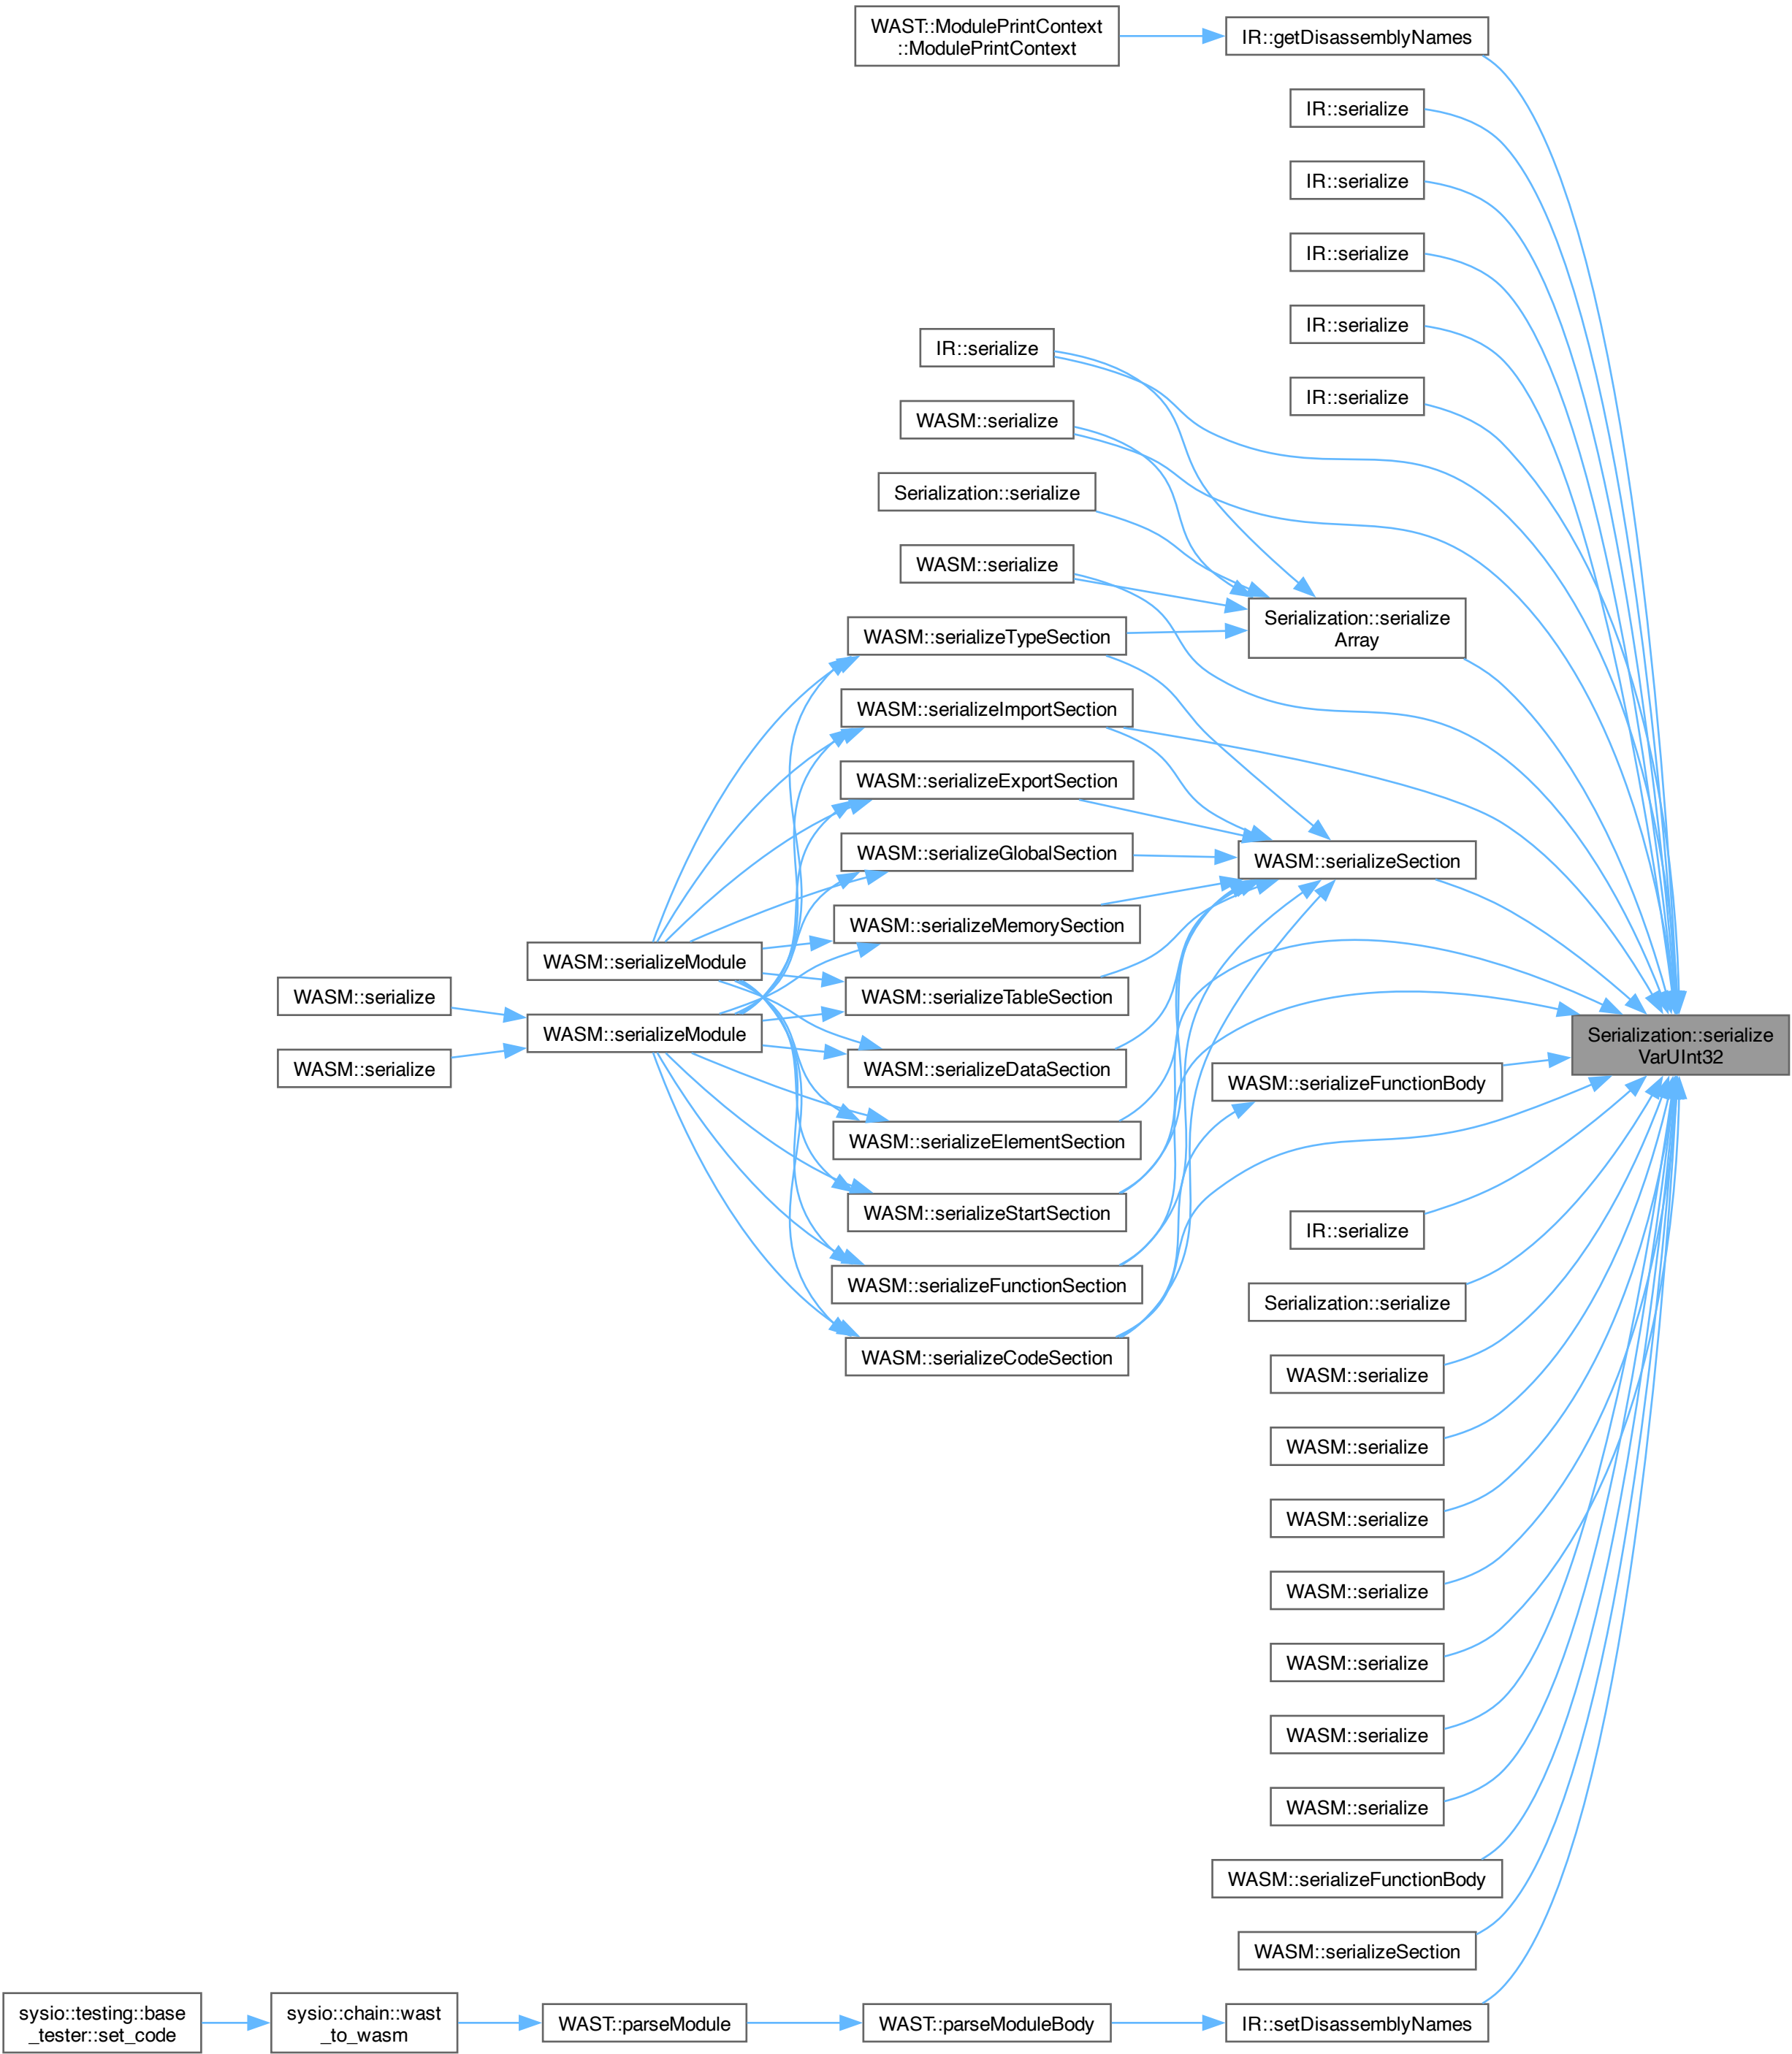 WAST::ModulePrintContext
::ModulePrintContext
IR::getDisassemblyNames
IR::serialize
IR::serialize
IR::serialize
IR::serialize
IR::serialize
IR::serialize
WASM::serialize
Serialization::serialize
WASM::serialize
Serialization::serialize
Array
WASM::serializeTypeSection
WASM::serializeImportSection
WASM::serializeExportSection
WASM::serializeGlobalSection
WASM::serializeSection
WASM::serializeMemorySection
WASM::serializeModule
WASM::serializeTableSection
WASM::serialize
WASM::serializeModule
Serialization::serialize
VarUInt32
WASM::serialize
WASM::serializeDataSection
WASM::serializeFunctionBody
WASM::serializeElementSection
WASM::serializeStartSection
IR::serialize
WASM::serializeFunctionSection
Serialization::serialize
WASM::serializeCodeSection
WASM::serialize
WASM::serialize
WASM::serialize
WASM::serialize
WASM::serialize
WASM::serialize
WASM::serialize
WASM::serializeFunctionBody
WASM::serializeSection
sysio::testing::base
_tester::set_code
sysio::chain::wast
_to_wasm
WAST::parseModule
WAST::parseModuleBody
IR::setDisassemblyNames